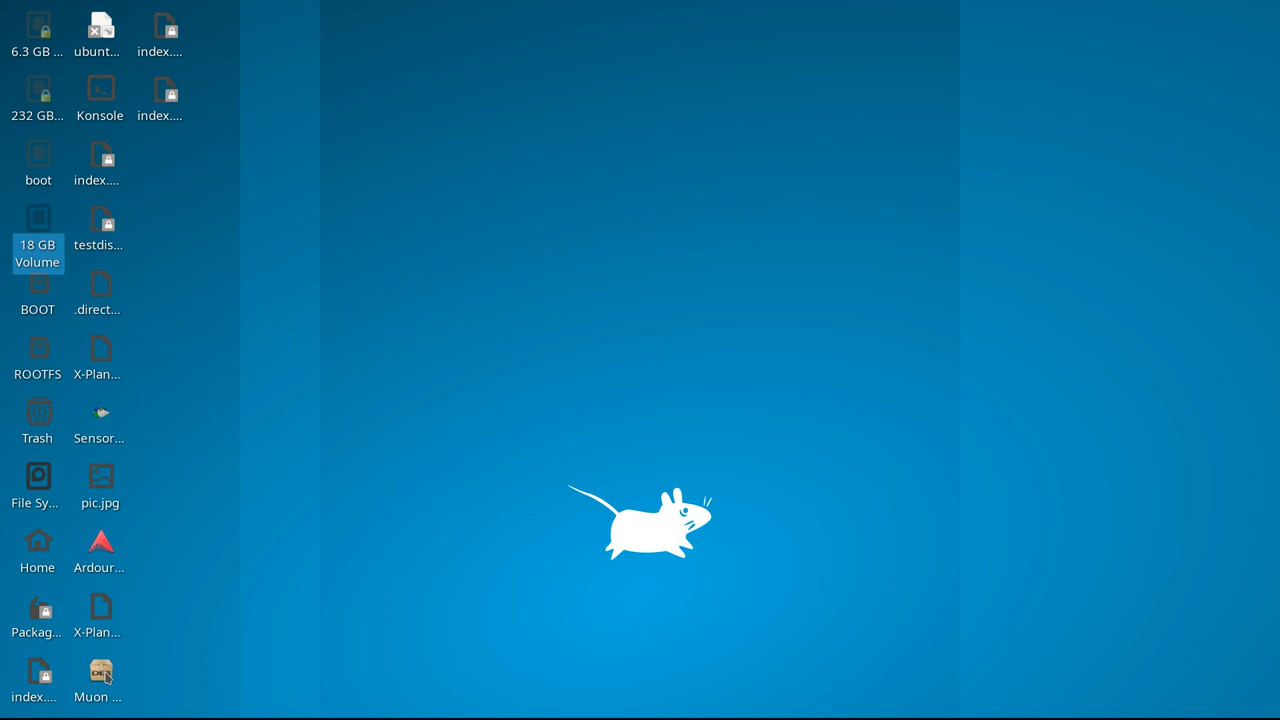 6.3 GB ...
ubunt...
index....
232 GB...
Konsole
index....
boot
index....
18 GB
Volume
testdis...
BOOT
.direct...
ROOTFS
X-Plan...
Trash
Sensor...
File Sy...
pic.jpg
Home
Ardour...
Packag...
X-Plan...
index....
Muon ...